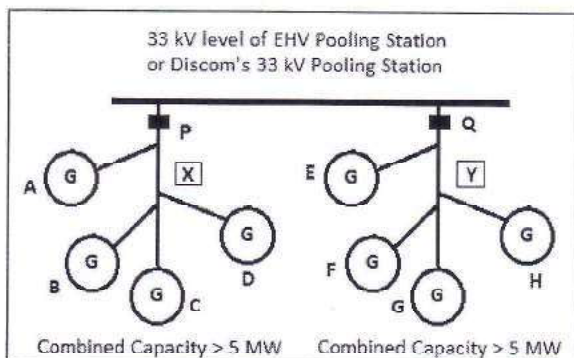 33 kV level of EHV Pooling Station
or Discom's 33 kV Pooling Station
P
Q
A
G
X
E
G
Y
B
G
G
D
F
G
G
H
G
C
G
G
Combined Capacity > 5 MW
Combined Capacity > 5 MW